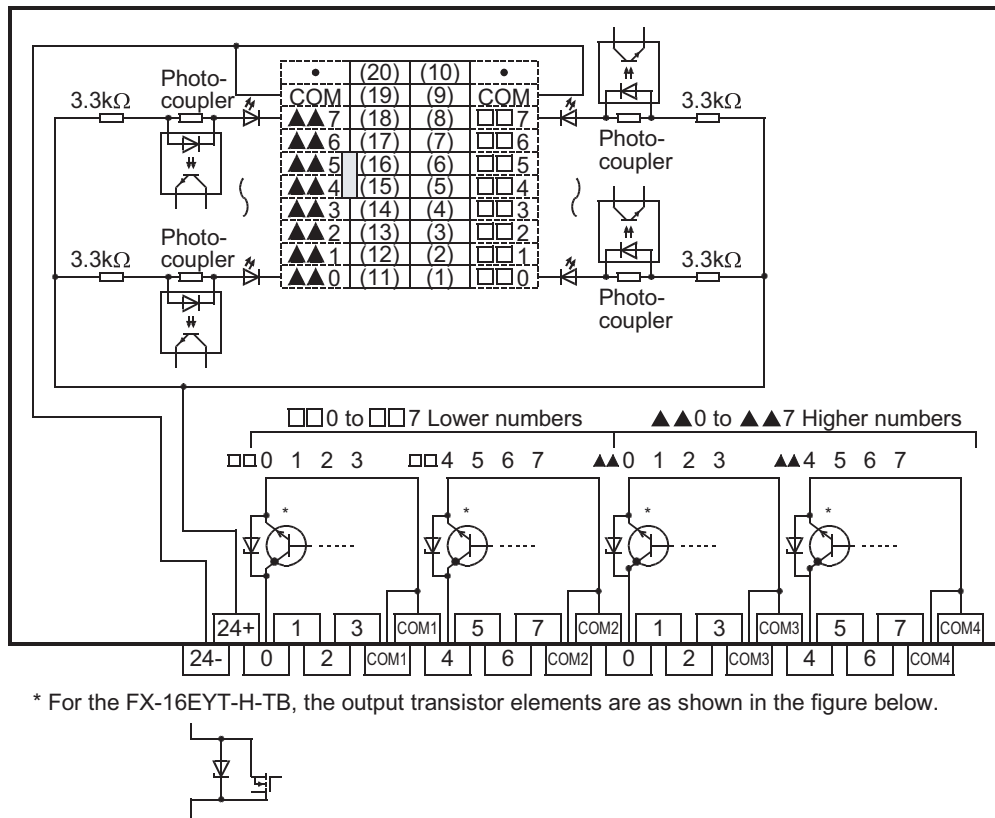 • (20) (10) •
COM (19) (9) COM
▲▲7 (18) (8) □□7
▲▲6 (17) (7) □□6
▲▲5 (16) (6) □□5
▲▲4 (15) (5) □□4
▲▲3 (14) (4) □□3
▲▲2 (13) (3) □□2
▲▲1 (12) (2) □□1
▲▲0 (11) (1) □□0
3.3kΩ
Photo-
coupler
3.3kΩ
Photo-
coupler
3.3kΩ
Photo-
coupler
3.3kΩ
Photo-
coupler
□□0 to □□7 Lower numbers ▲▲0 to ▲▲7 Higher numbers
□□0 1 2 3 □□4 5 6 7 ▲▲0 1 2 3 ▲▲4 5 6 7
* * * *
24+ 1 3 COM1 5 7 COM2 1 3 COM3 5 7 COM4
24- 0 2 COM1 4 6 COM2 0 2 COM3 4 6 COM4
* For the FX-16EYT-H-TB, the output transistor elements are as shown in the figure below.